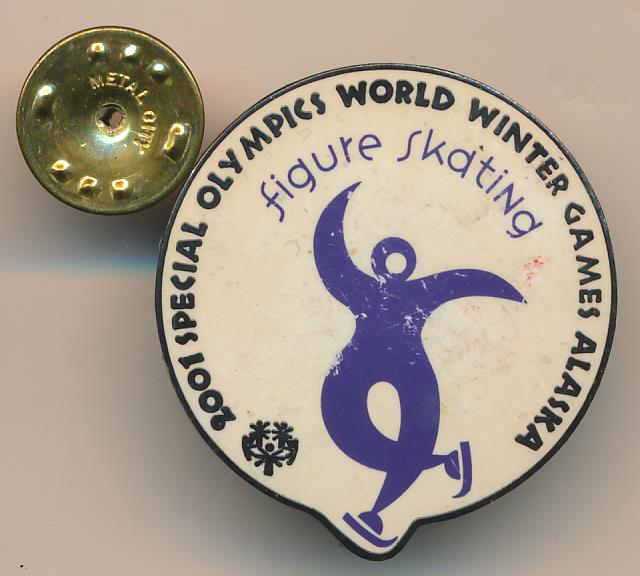 METAL CITY
2001 SPECIAL OLYMPICS WORLD WINTER GAMES ALASKA
figure skating